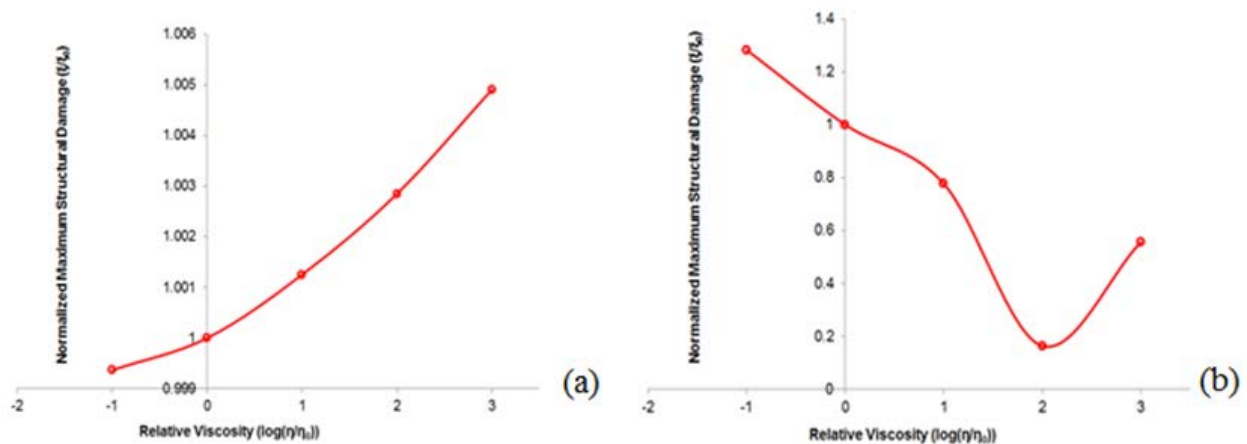 Normalized Maximum Structural Damage (ξ/ξ₀)
1.006
1.005
1.004
1.003
1.002
1.001
1
0.999
-2 -1 0 1 2 3
Relative Viscosity (log(η/η₀))
(a)
Normalized Maximum Structural Damage (ξ/ξ₀)
1.4
1.2
1
0.8
0.6
0.4
0.2
0
-2 -1 0 1 2 3
Relative Viscosity (log(η/η₀))
(b)